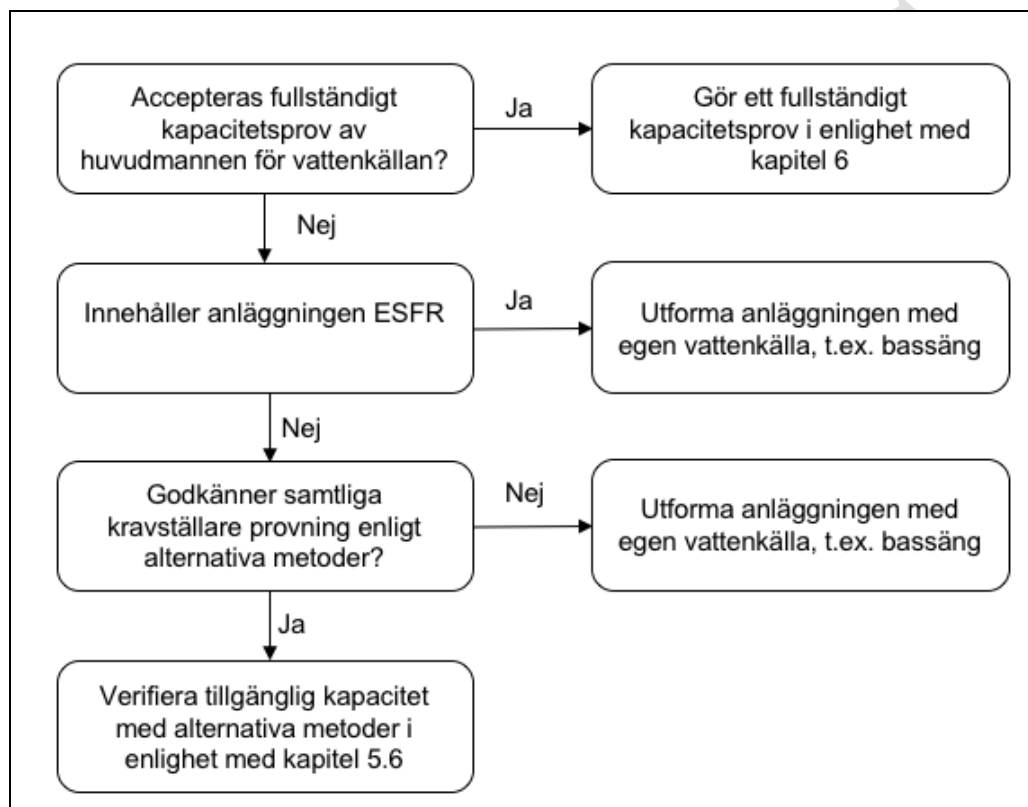 Accepteras fullständigt
kapacitetsprov av
huvudmannen för vattenkällan?
Ja
Gör ett fullständigt
kapacitetsprov i enlighet med
kapitel 6
Nej
Innehåller anläggningen ESFR
Ja
Utforma anläggningen med
egen vattenkälla, t.ex. bassäng
Nej
Godkänner samtliga
kravställare provning enligt
alternativa metoder?
Nej
Utforma anläggningen med
egen vattenkälla, t.ex. bassäng
Ja
Verifiera tillgänglig kapacitet
med alternativa metoder i
enlighet med kapitel 5.6